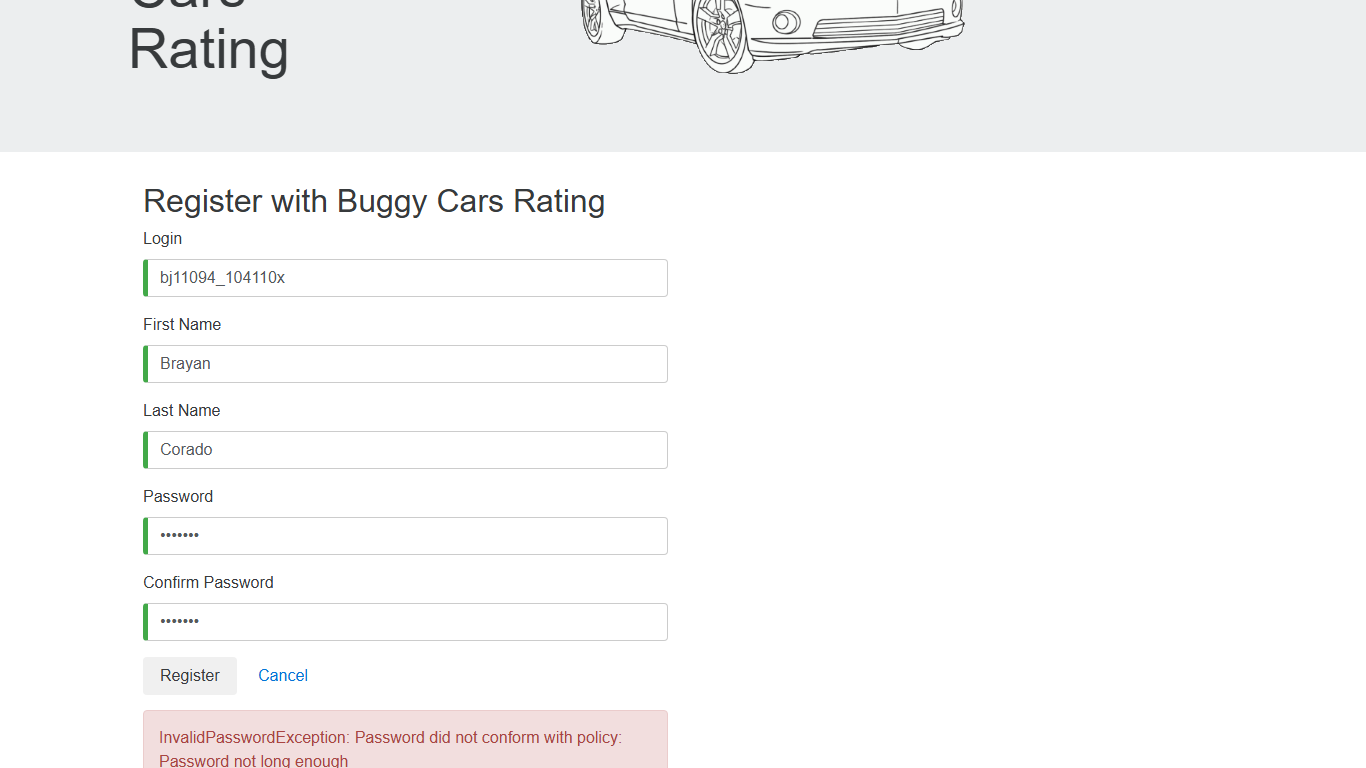 Cars
Rating
Register with Buggy Cars Rating
Login
bj11094_104110x
First Name
Brayan
Last Name
Corado
Password
•••••••
Confirm Password
•••••••
Register Cancel
InvalidPasswordException: Password did not conform with policy:
Password not long enough